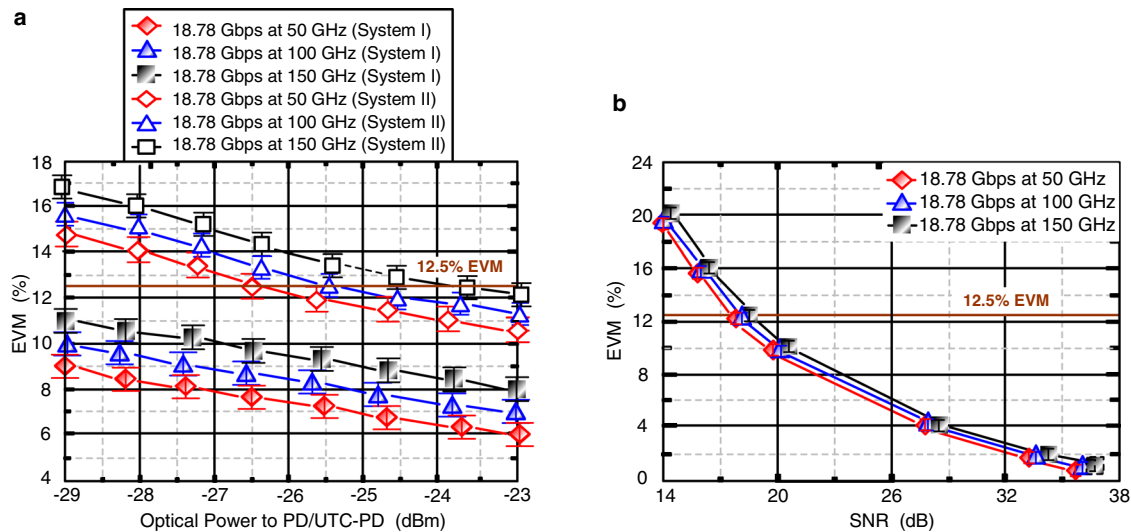 a
18.78 Gbps at 50 GHz (System I)
18.78 Gbps at 100 GHz (System I)
18.78 Gbps at 150 GHz (System I)
18.78 Gbps at 50 GHz (System II)
18.78 Gbps at 100 GHz (System II)
18.78 Gbps at 150 GHz (System II)
18
16
14
12
10
8
6
4
EVM (%)
12.5% EVM
-29 -28 -27 -26 -25 -24 -23
Optical Power to PD/UTC-PD (dBm)
b
24
20
16
12
8
4
0
EVM (%)
18.78 Gbps at 50 GHz
18.78 Gbps at 100 GHz
18.78 Gbps at 150 GHz
12.5% EVM
14 20 26 32 38
SNR (dB)